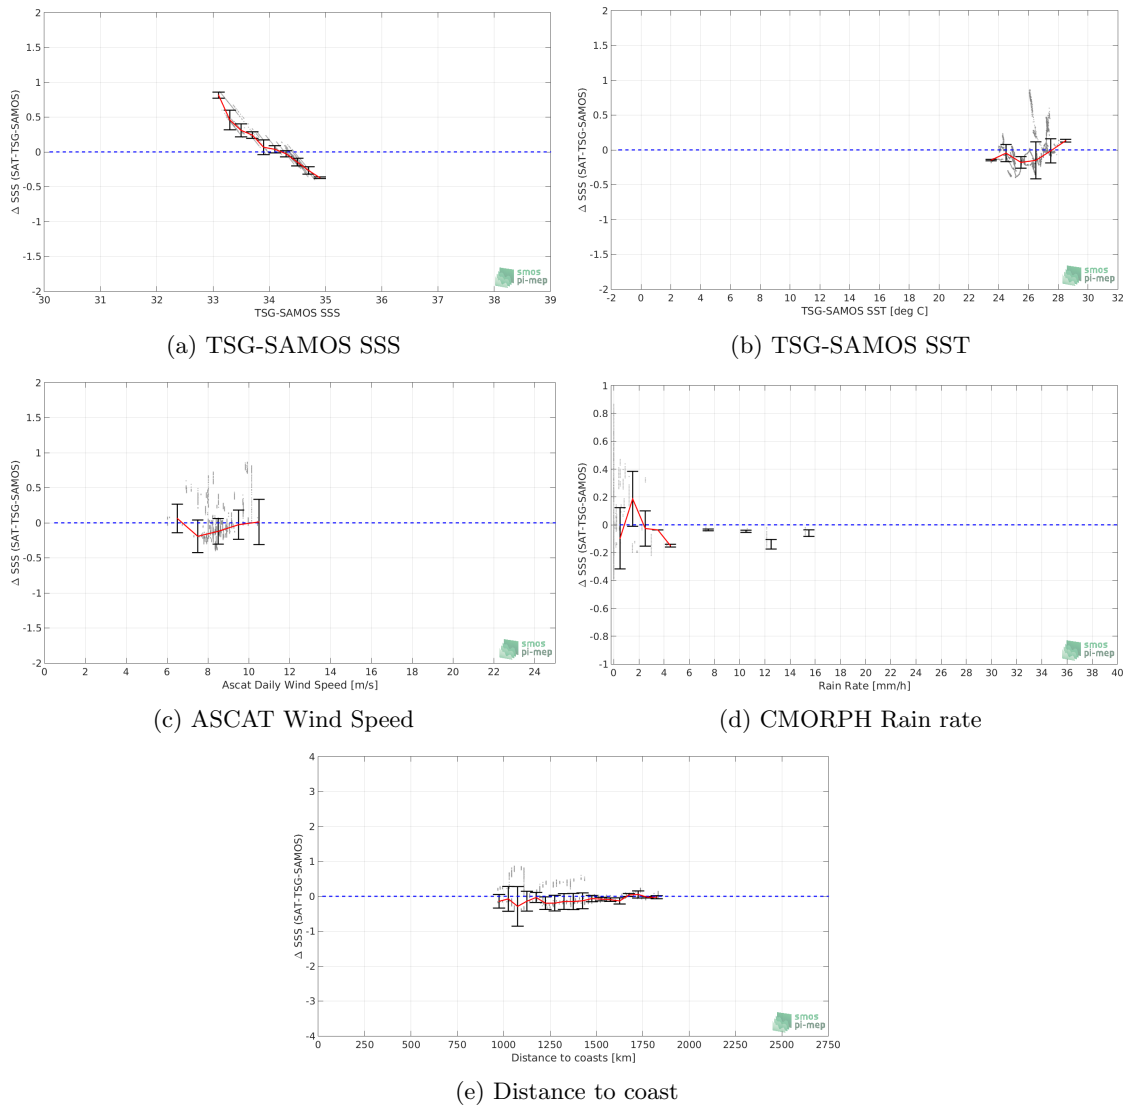 2
1.5
1
0.5
0
-0.5
-1
-1.5
-2
Δ SSS (SAT-TSG-SAMOS)
30 31 32 33 34 35 36 37 38 39
TSG-SAMOS SSS
smos
pi-mep
(a) TSG-SAMOS SSS
2
1.5
1
0.5
0
-0.5
-1
-1.5
-2
Δ SSS (SAT-TSG-SAMOS)
-2 0 2 4 6 8 10 12 14 16 18 20 22 24 26 28 30 32
TSG-SAMOS SST [deg C]
smos
pi-mep
(b) TSG-SAMOS SST
2
1.5
1
0.5
0
-0.5
-1
-1.5
-2
Δ SSS (SAT-TSG-SAMOS)
0 2 4 6 8 10 12 14 16 18 20 22 24
Ascat Daily Wind Speed [m/s]
smos
pi-mep
(c) ASCAT Wind Speed
1
0.8
0.6
0.4
0.2
0
-0.2
-0.4
-0.6
-0.8
-1
Δ SSS (SAT-TSG-SAMOS)
0 2 4 6 8 10 12 14 16 18 20 22 24 26 28 30 32 34 36 38 40
Rain Rate [mm/h]
smos
pi-mep
(d) CMORPH Rain rate
4
3
2
1
0
-1
-2
-3
-4
Δ SSS (SAT-TSG-SAMOS)
0 250 500 750 1000 1250 1500 1750 2000 2250 2500 2750
Distance to coasts [km]
smos
pi-mep
(e) Distance to coast